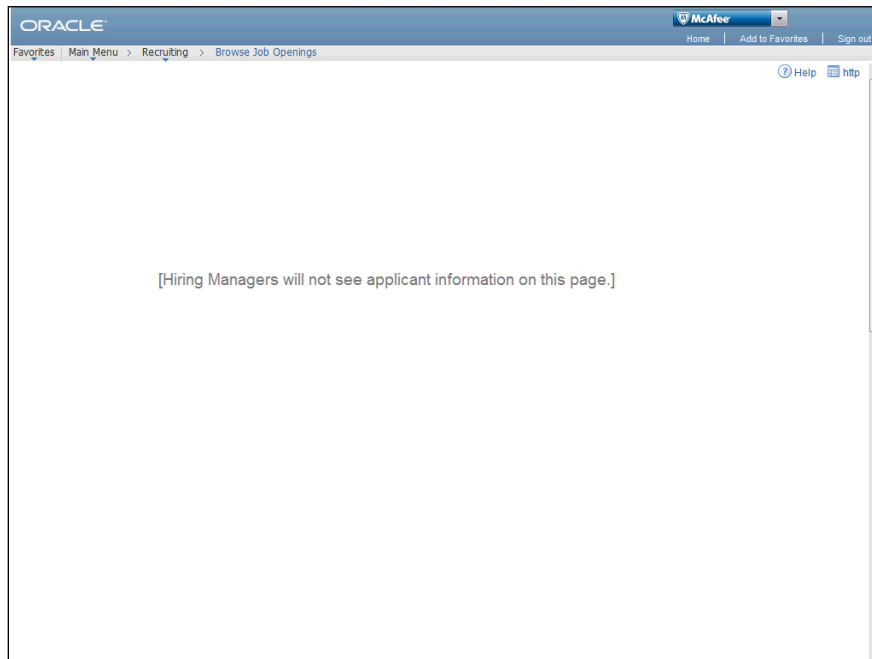 ORACLE
McAfee
Home | Add to Favorites | Sign out
Favorites Main Menu > Recruiting > Browse Job Openings
? Help http
[Hiring Managers will not see applicant information on this page.]